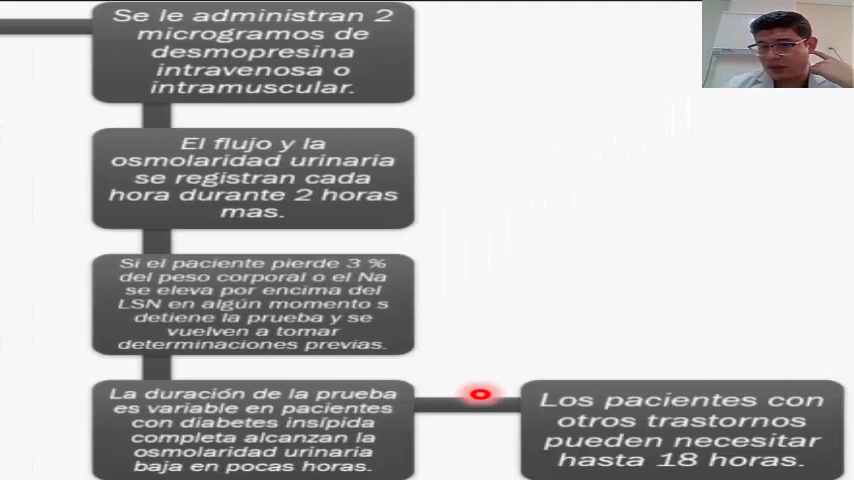 Se le administran 2
microgramos de
desmopresina
intravenosa o
intramuscular.
El flujo y la
osmolaridad urinaria
se registran cada
hora durante 2 horas
mas.
Si el paciente pierde 3 %
del peso corporal o el Na
se eleva por encima del
LSN en algún momento s
detiene la prueba y se
vuelven a tomar
determinaciones previas.
La duración de la prueba
es variable en pacientes
con diabetes insípida
completa alcanzan la
osmolaridad urinaria
baja en pocas horas.
Los pacientes con
otros trastornos
pueden necesitar
hasta 18 horas.